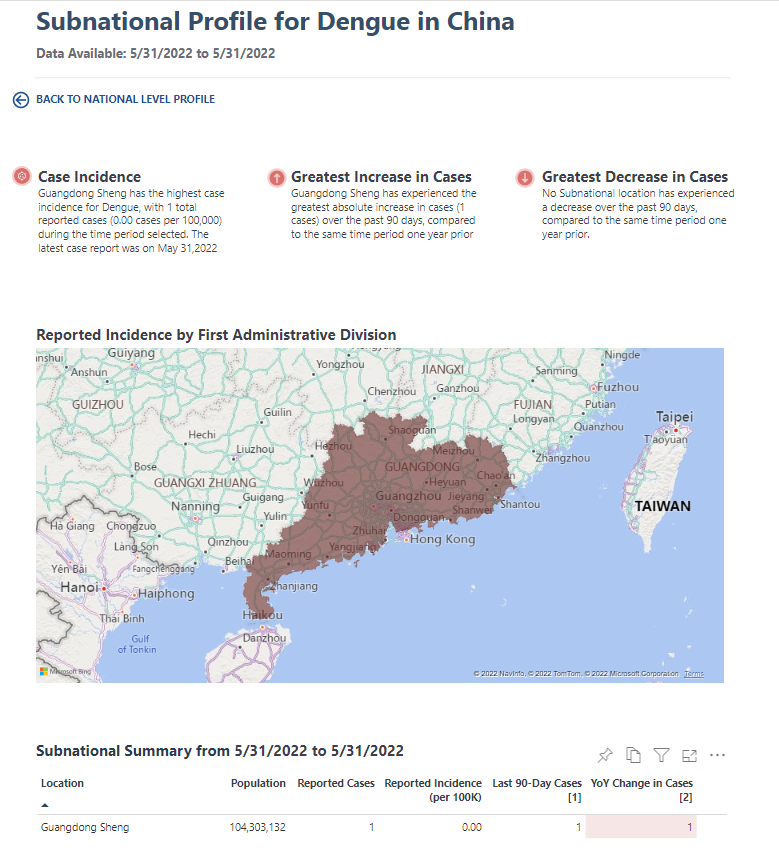 Subnational Profile for Dengue in China
Data Available: 5/31/2022 to 5/31/2022
BACK TO NATIONAL LEVEL PROFILE
Case Incidence
Guangdong Sheng has the highest case
incidence for Dengue, with 1 total
reported cases (0.00 cases per 100,000)
during the time period selected. The
latest case report was on May 31,2022
Greatest Increase in Cases
Guangdong Sheng has experienced the
greatest absolute increase in cases (1
cases) over the past 90 days, compared
to the same time period one year prior
Greatest Decrease in Cases
No Subnational location has experienced
a decrease over the past 90 days,
compared to the same time period one
year prior.
Reported Incidence by First Administrative Division
Guiyang
Ningde
anshui
Anshun
Yongzhou
JIANGXI
Sanming
Chenzhou
Ganzhou
Fuzhou
GUIZHOU
FUJIAN
Putian
Guilin
Longyan
Taipei
Quanzhou
Shaoguan
T'aoyuan
Hechi
Hezhou
Liuzhou
Meizhou
Zhangzhou
Bose
GUANGDONG
Chao'an
GUANGXI ZHUANG
Wuzhou
Heyuan
Guigang
Guangzhou
Jieyang
Nanning
Yunfu
Shanwei
Shantou
TAIWAN
Yulin
Dongguan
Hà Giang
Chongzuo
Zhuhai
Hong Kong
Lạng Sơn
Qinzhou
Yangjiang
Maoming
Yên Bái
Fangchenggang
Beihai
Hanoi
Zhanjiang
Haiphong
Thái Bình
Haikou
Gulf
of Tonkin
Danzhou
Microsoft Bing
© 2022 NavInfo, © 2022 TomTom, © 2022 Microsoft Corporation Terms
Subnational Summary from 5/31/2022 to 5/31/2022
Location Population Reported Cases Reported Incidence (per 100K) Last 90-Day Cases [1] YoY Change in Cases [2]
Guangdong Sheng 104,303,132 1 0.00 1 1